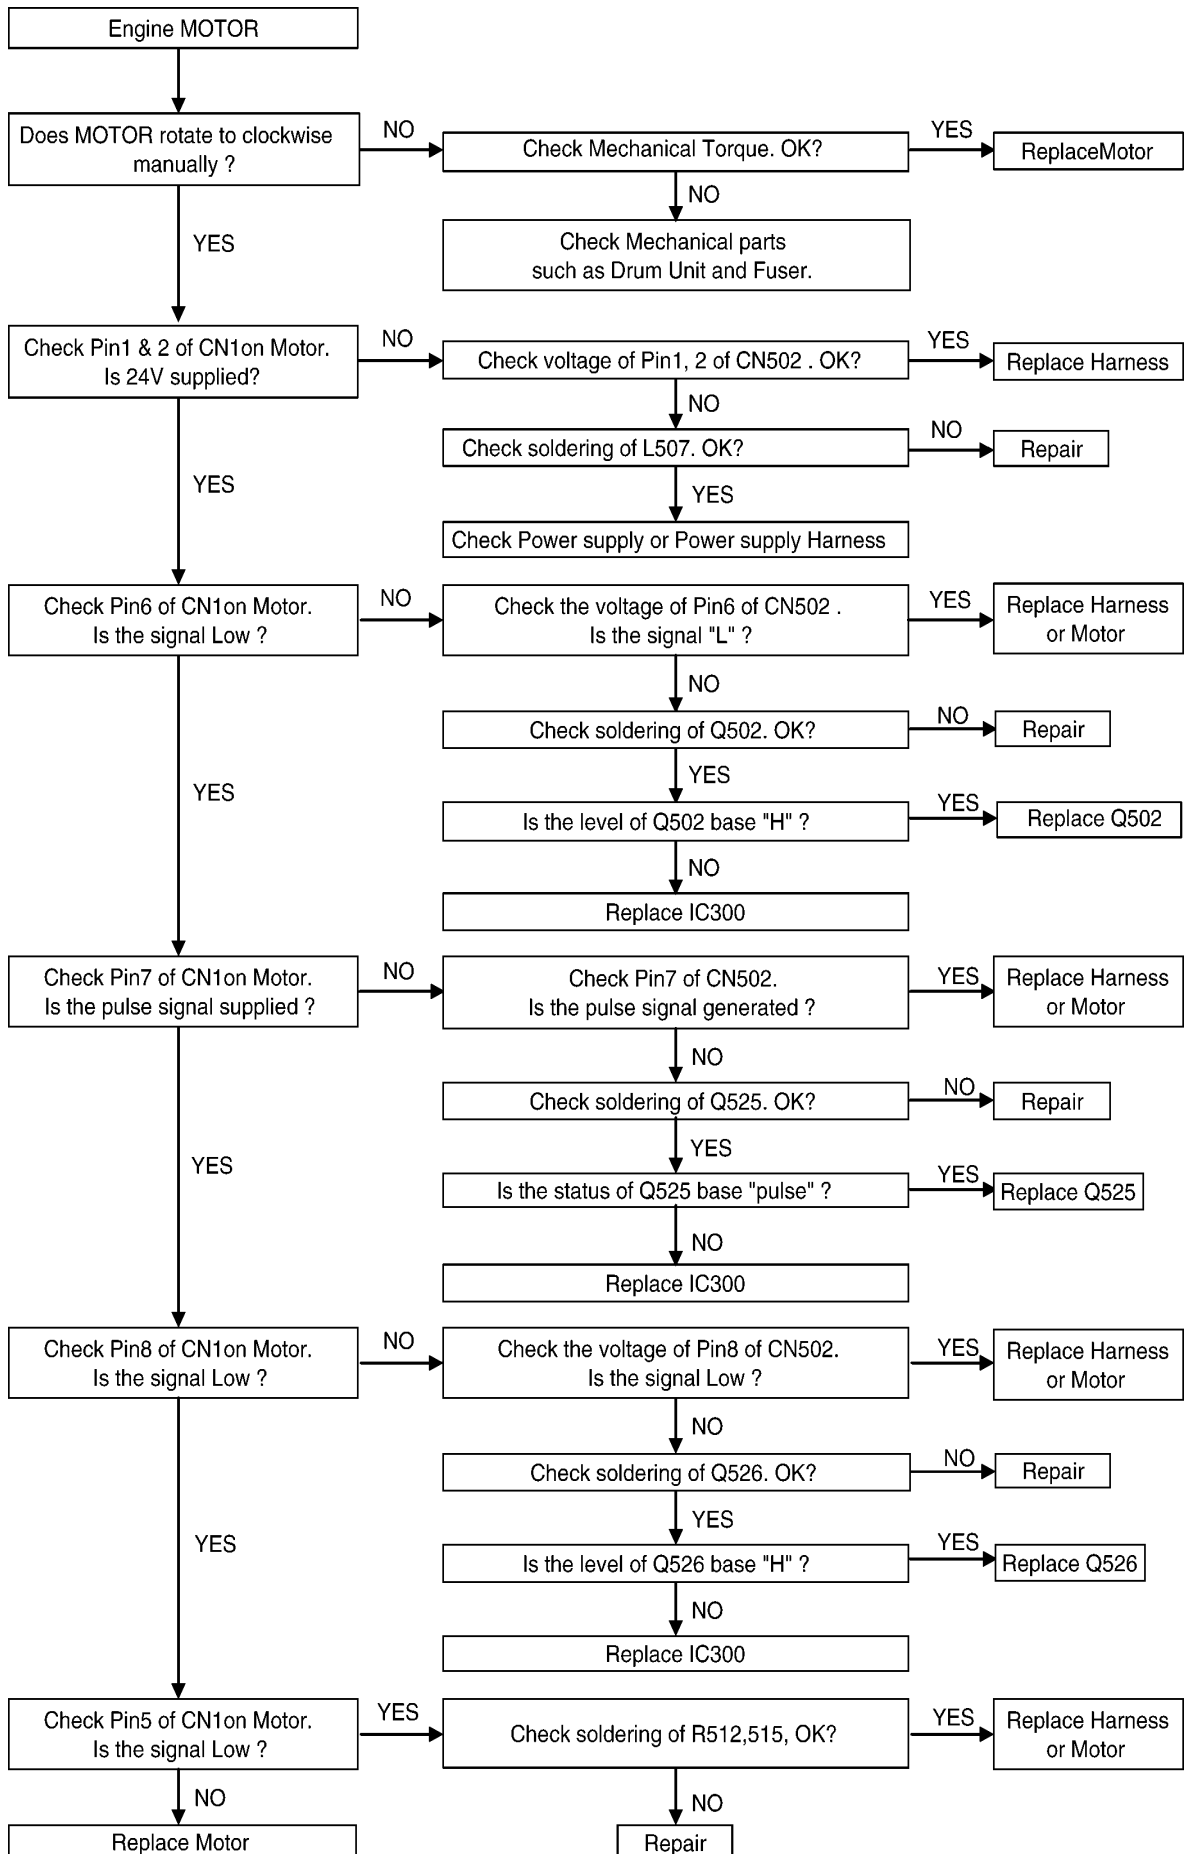 Engine MOTOR
Does MOTOR rotate to clockwise
manually ?
NO
Check Mechanical Torque. OK?
YES
ReplaceMotor
NO
Check Mechanical parts
such as Drum Unit and Fuser.
YES
Check Pin1 & 2 of CN1on Motor.
Is 24V supplied?
NO
Check voltage of Pin1, 2 of CN502 . OK?
YES
Replace Harness
NO
Check soldering of L507. OK?
NO
Repair
YES
Check Power supply or Power supply Harness
YES
Check Pin6 of CN1on Motor.
Is the signal Low ?
NO
Check the voltage of Pin6 of CN502 .
Is the signal "L" ?
YES
Replace Harness
or Motor
NO
Check soldering of Q502. OK?
NO
Repair
YES
Is the level of Q502 base "H" ?
YES
Replace Q502
NO
Replace IC300
YES
Check Pin7 of CN1on Motor.
Is the pulse signal supplied ?
NO
Check Pin7 of CN502.
Is the pulse signal generated ?
YES
Replace Harness
or Motor
NO
Check soldering of Q525. OK?
NO
Repair
YES
Is the status of Q525 base "pulse" ?
YES
Replace Q525
NO
Replace IC300
YES
Check Pin8 of CN1on Motor.
Is the signal Low ?
NO
Check the voltage of Pin8 of CN502.
Is the signal Low ?
YES
Replace Harness
or Motor
NO
Check soldering of Q526. OK?
NO
Repair
YES
Is the level of Q526 base "H" ?
YES
Replace Q526
NO
Replace IC300
YES
Check Pin5 of CN1on Motor.
Is the signal Low ?
YES
Check soldering of R512,515, OK?
YES
Replace Harness
or Motor
NO
Replace Motor
NO
Repair